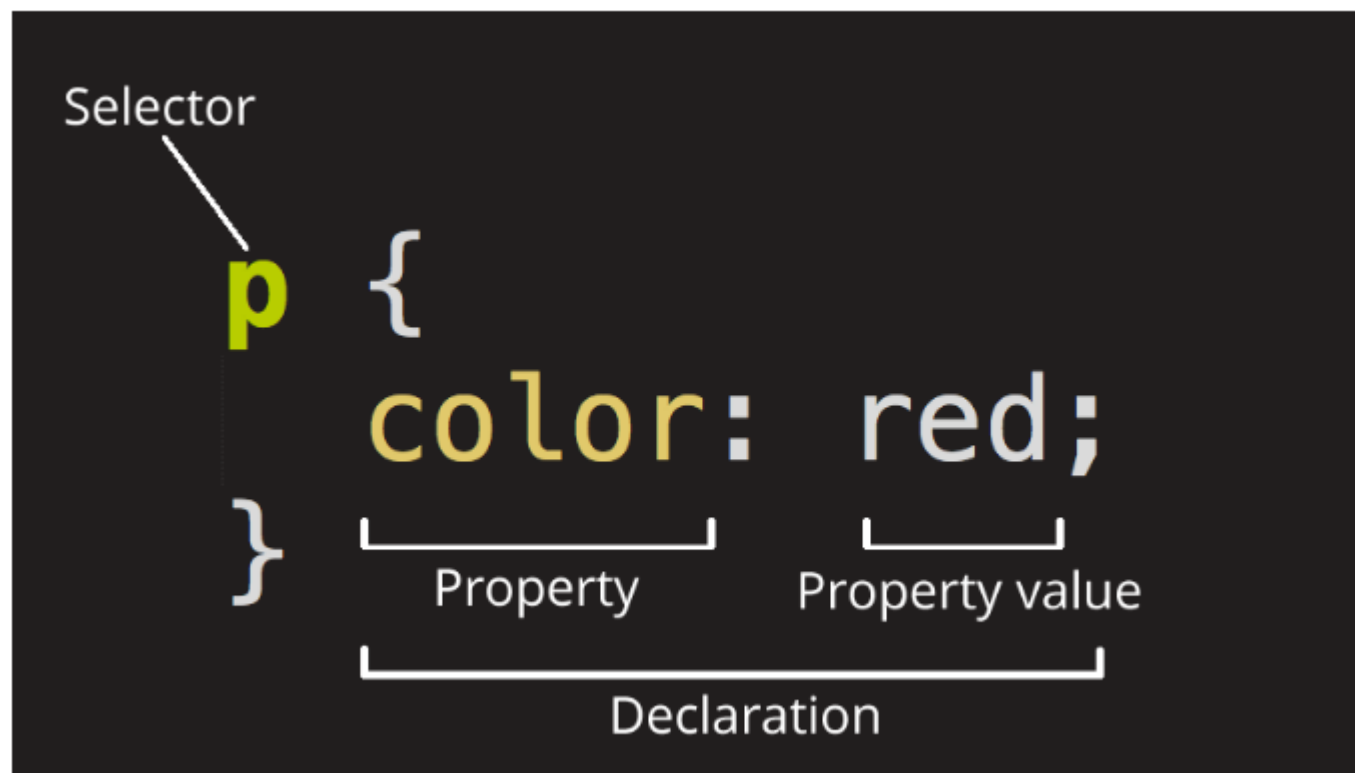 Selector
p {
color: red;
}
Property
Property value
Declaration